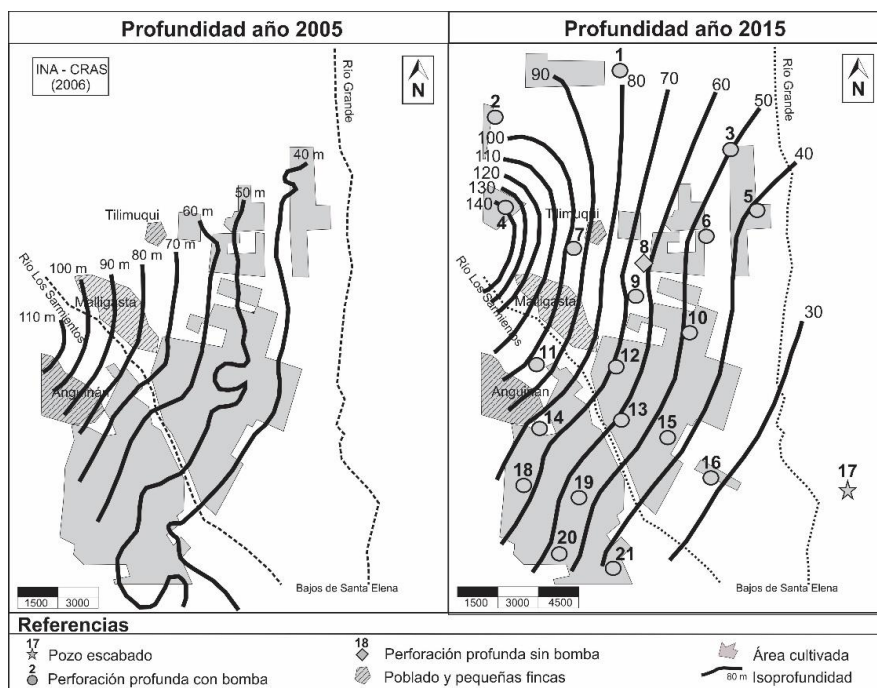 Profundidad año 2005
INA - CRAS
(2006)
N
Río Grande
40 m
50 m
60 m
Tilimuqui
70 m
80 m
90 m
100 m
Malligasta
Río Los Sarmientos
110 m
Anguinán
Bajos de Santa Elena
1500 3000
Profundidad año 2015
N
Río Grande
1
90
80
70
60
50
40
30
2
100
110
120
130
140
3
4
5
6
Tilimuqui
7
8
9
Río Los Sarmientos
Malligasta
10
11
12
Anguinan
13
14
15
16
17
18
19
20
21
Bajos de Santa Elena
1500 3000 4500
Referencias
17
Pozo escabado
2
Perforación profunda con bomba
18
Perforación profunda sin bomba
Poblado y pequeñas fincas
Área cultivada
80 m
Isoprofundidad